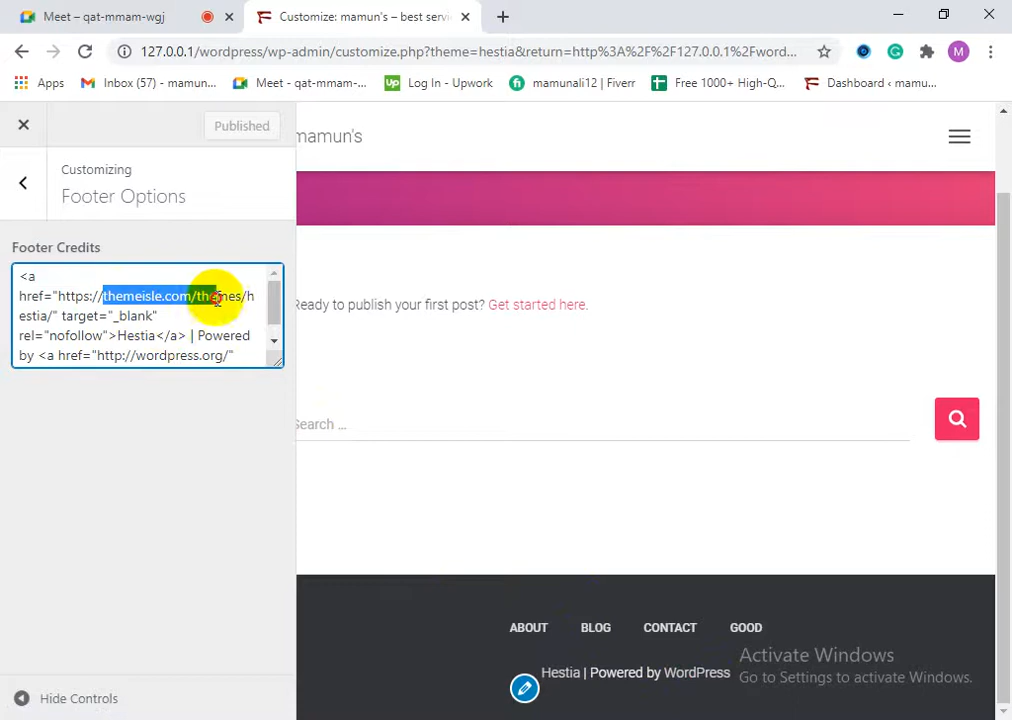 Meet – qat-mmam-wgj
Customize: mamun's – best servi
127.0.0.1/wordpress/wp-admin/customize.php?theme=hestia&return=http%3A%2F%2F127.0.0.1%2Fword...
M
Apps
Inbox (57) - mamun...
Meet - qat-mmam-...
Up
Log In - Upwork
fi
mamunali12 | Fiverr
Free 1000+ High-Q...
Dashboard ‹ mamu...
Published
mamun's
Customizing
Footer Options
Footer Credits
<a
href="https://themeisle.com/themes/h
estia/" target="_blank"
rel="nofollow">Hestia</a> | Powered
by <a href="http://wordpress.org/"
Ready to publish your first post? Get started here.
Search …
ABOUT BLOG CONTACT GOOD
Hestia | Powered by WordPress
Activate Windows
Go to Settings to activate Windows.
Hide Controls